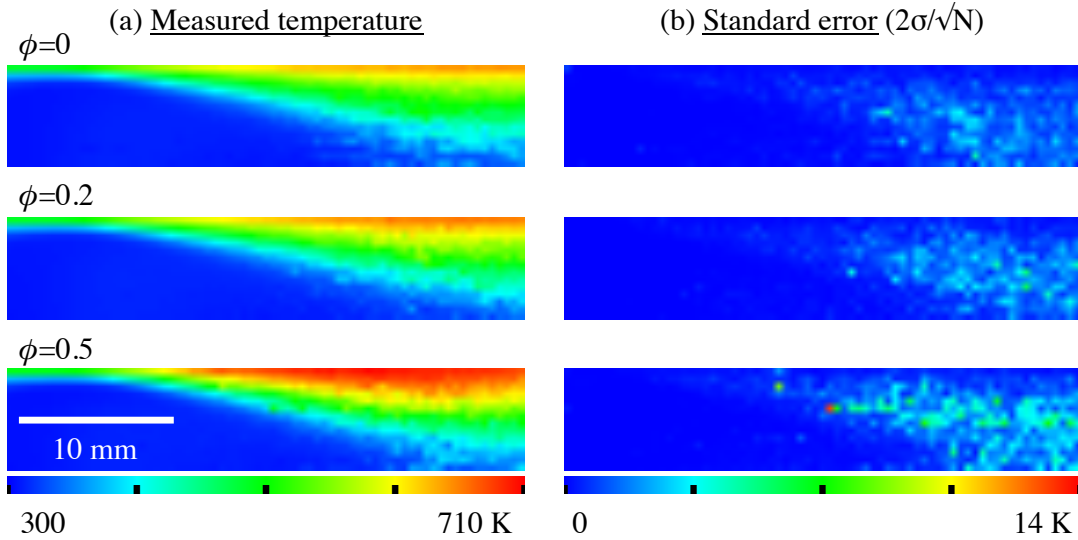 (a) Measured temperature
(b) Standard error (2σ/√N)
ϕ=0
ϕ=0.2
ϕ=0.5
10 mm
300
710 K
0
14 K